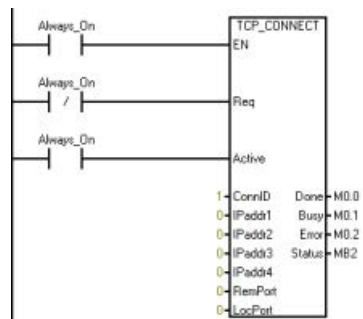 Always_On
TCP_CONNECT
EN
Always_On
/
Req
Always_On
Active
1 ConnID Done M0.0
0 IPaddr1 Busy M0.1
0 IPaddr2 Error M0.2
0 IPaddr3 Status MB2
0 IPaddr4
0 RemPort
0 LocPort